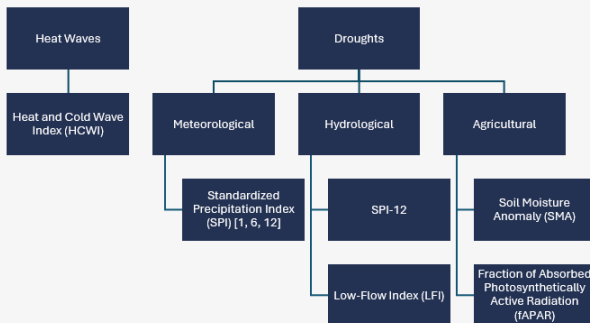 Heat Waves
Droughts
Heat and Cold Wave
Index (HCWI)
Meteorological
Hydrological
Agricultural
Standardized
Precipitation Index
(SPI) [1, 6, 12]
SPI-12
Soil Moisture
Anomaly (SMA)
Low-Flow Index (LFI)
Fraction of Absorbed
Photosynthetically
Active Radiation
(fAPAR)